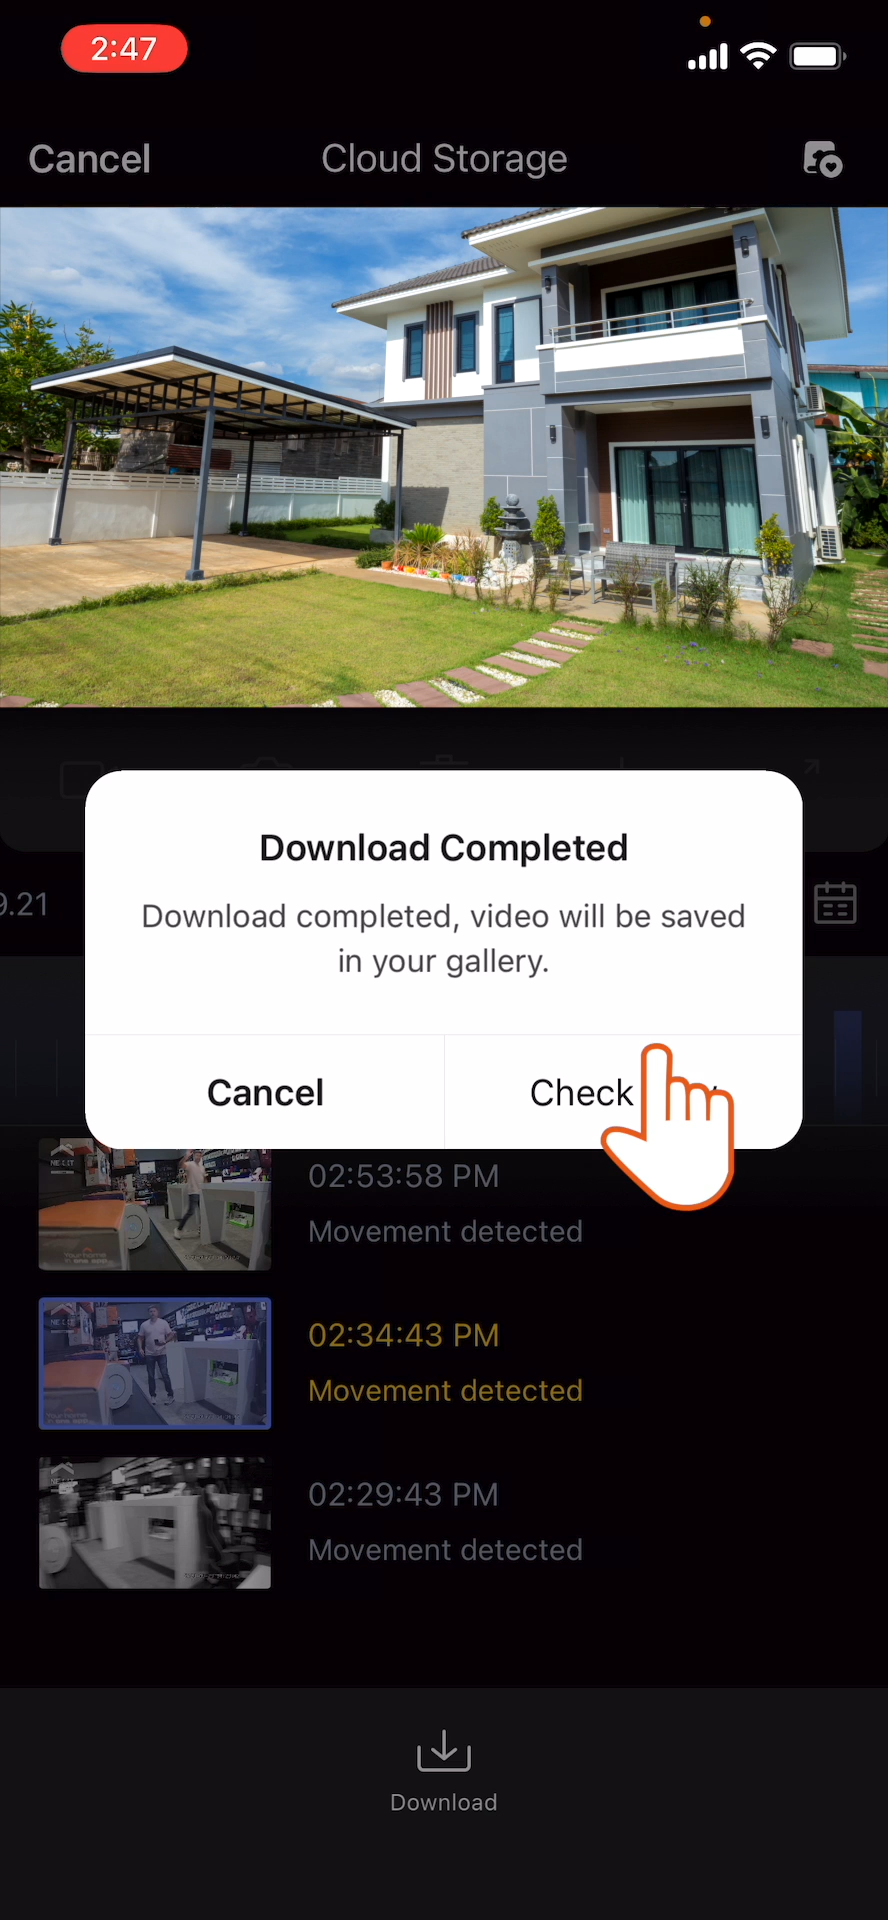 2:47
Cancel
Cloud Storage
Download Completed
Download completed, video will be saved
in your gallery.
9.21
Cancel
Check
02:53:58 PM
Movement detected
02:34:43 PM
Movement detected
02:29:43 PM
Movement detected
Download